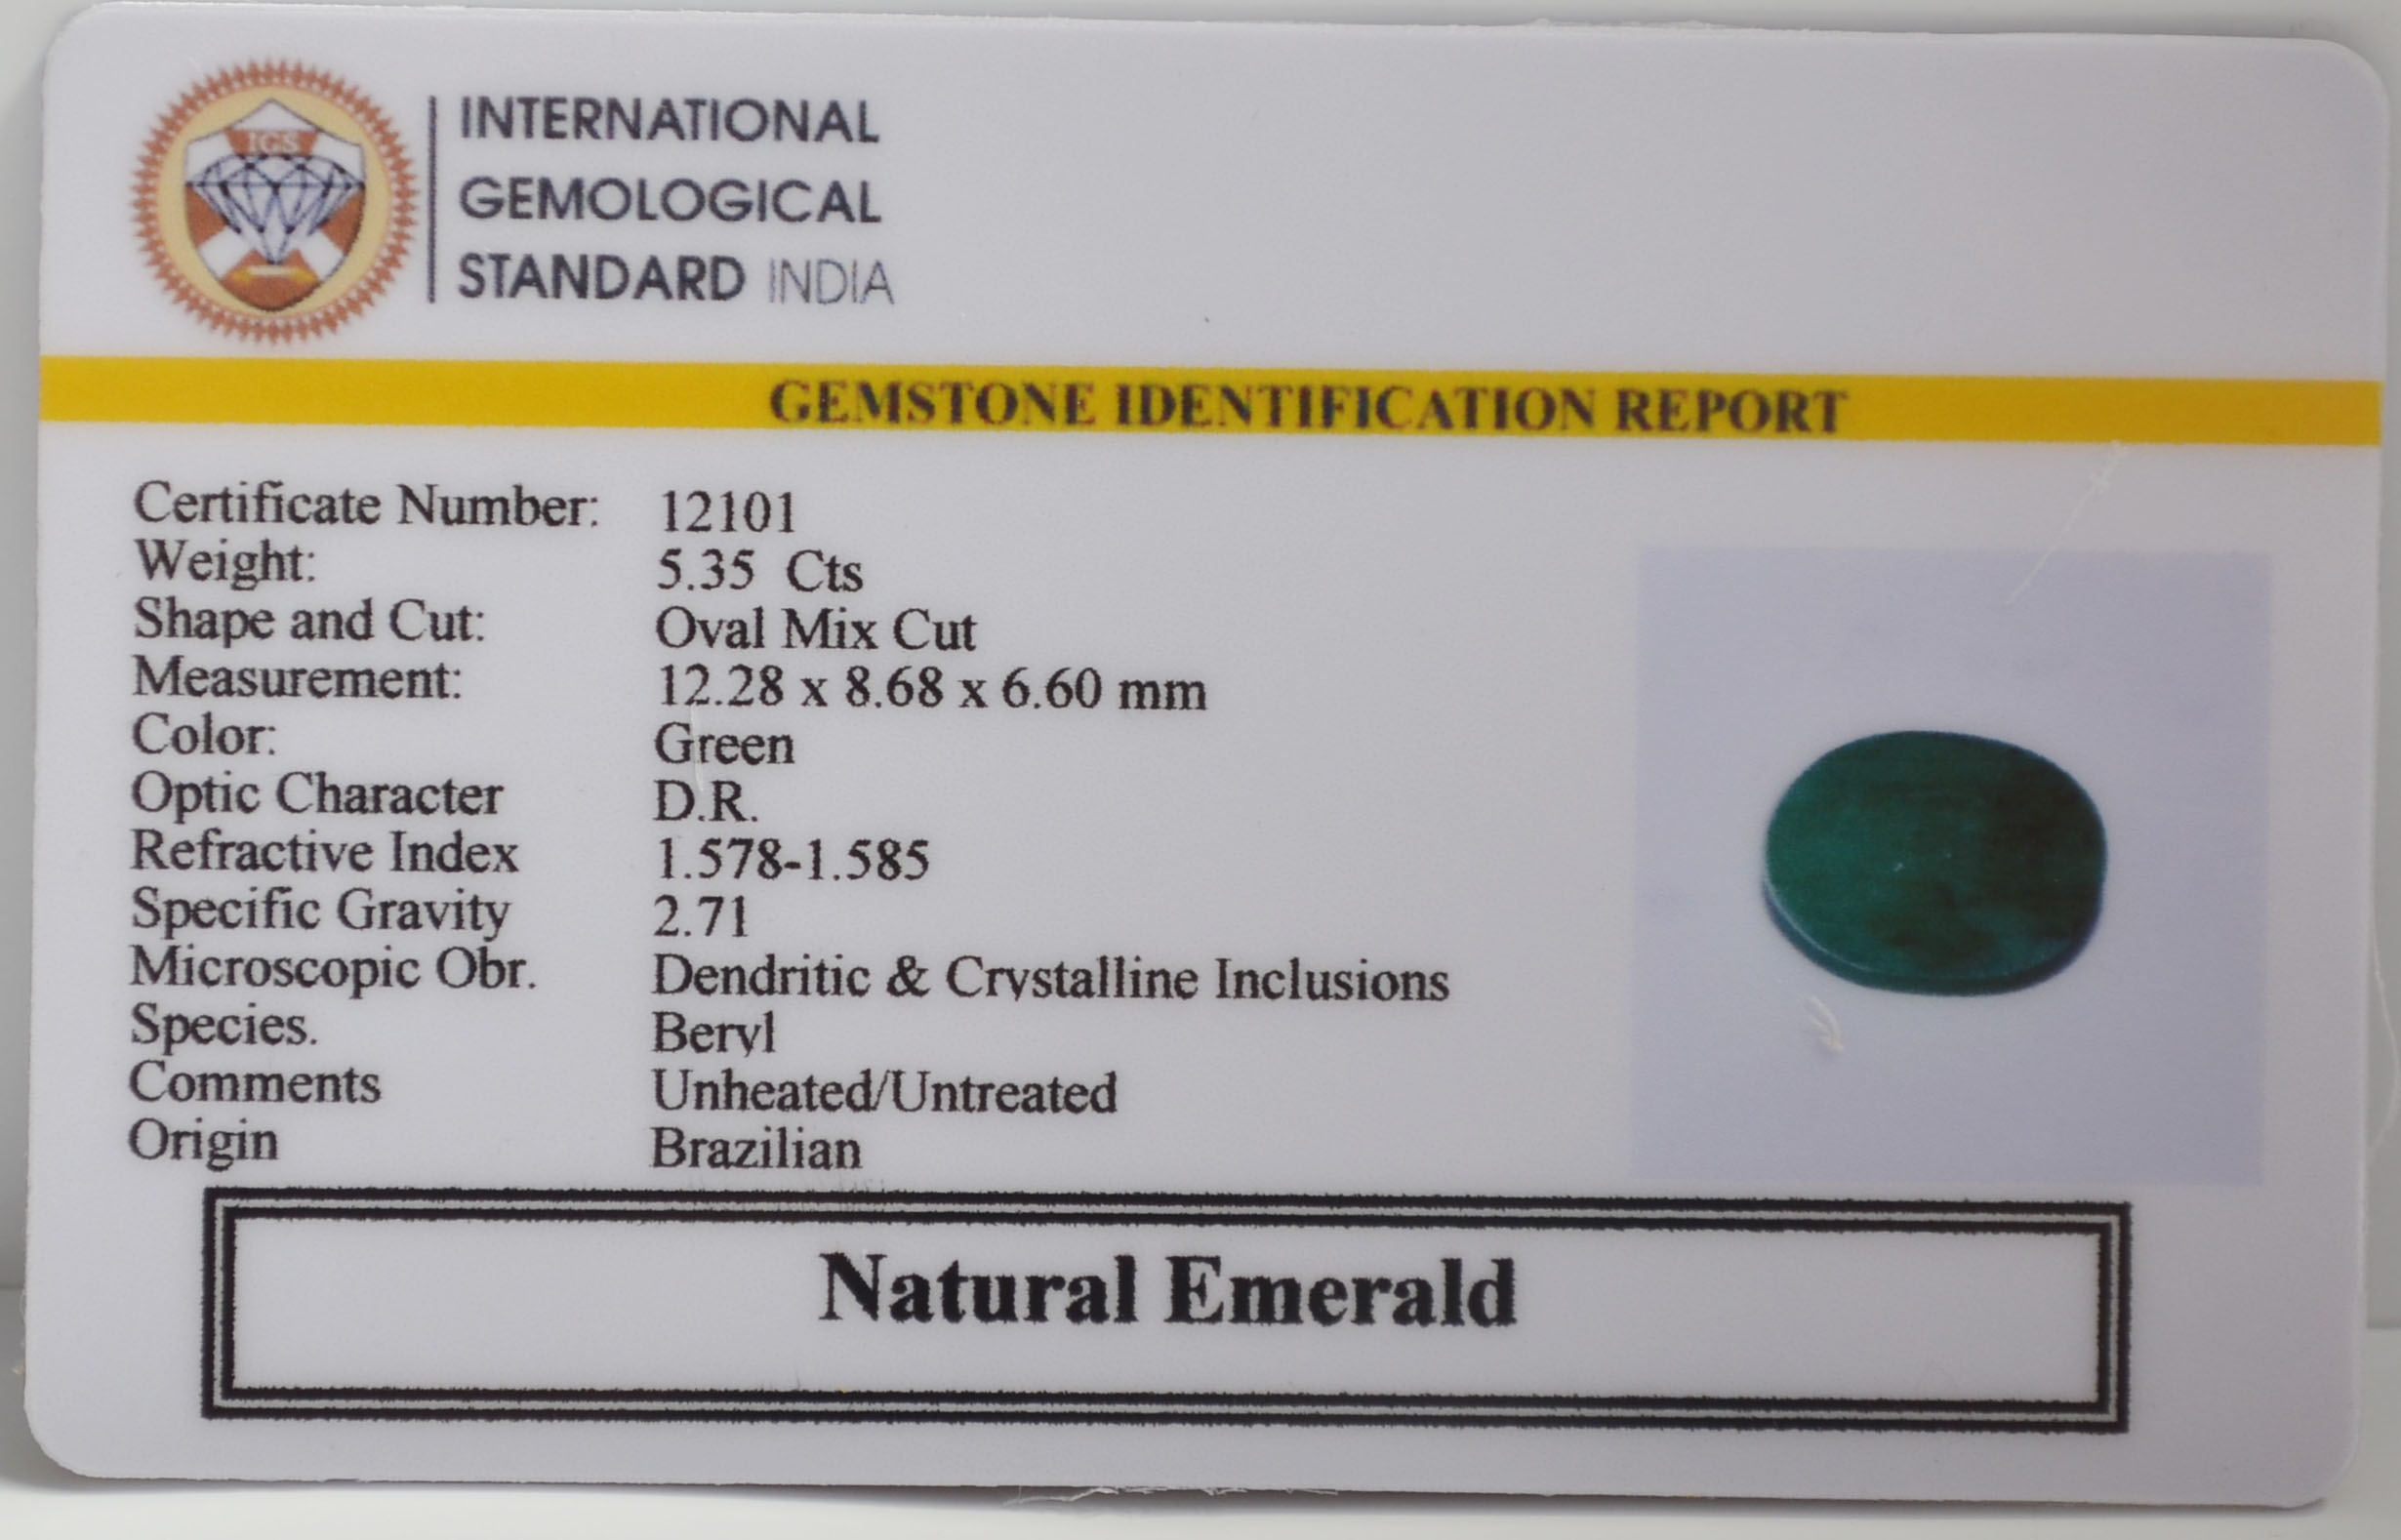 IGS
INTERNATIONAL
GEMOLOGICAL
STANDARD INDIA
GEMSTONE IDENTIFICATION REPORT
Certificate Number: 12101
Weight: 5.35 Cts
Shape and Cut: Oval Mix Cut
Measurement: 12.28 x 8.68 x 6.60 mm
Color: Green
Optic Character D.R.
Refractive Index 1.578-1.585
Specific Gravity 2.71
Microscopic Obr. Dendritic & Crystalline Inclusions
Species. Beryl
Comments Unheated/Untreated
Origin Brazilian
Natural Emerald